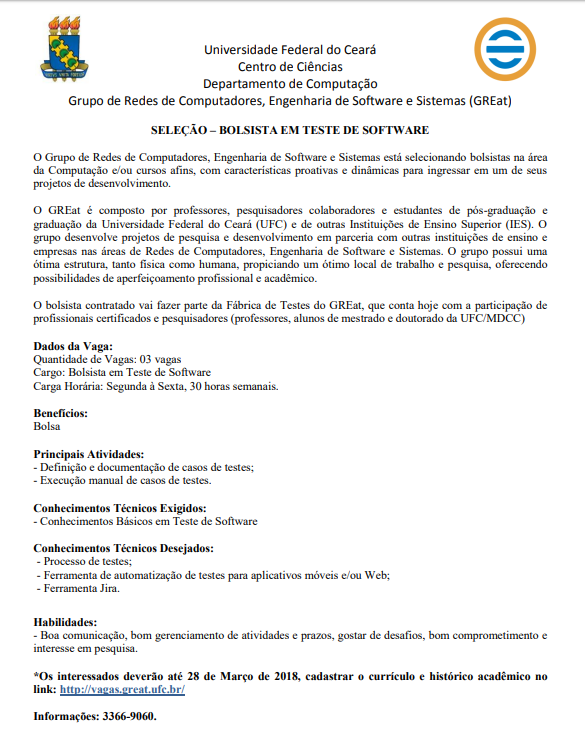 Universidade Federal do Ceará
Centro de Ciências
Departamento de Computação
Grupo de Redes de Computadores, Engenharia de Software e Sistemas (GREat)
SELEÇÃO – BOLSISTA EM TESTE DE SOFTWARE
O Grupo de Redes de Computadores, Engenharia de Software e Sistemas está selecionando bolsistas na área
da Computação e/ou cursos afins, com características proativas e dinâmicas para ingressar em um de seus
projetos de desenvolvimento.
O GREat é composto por professores, pesquisadores colaboradores e estudantes de pós-graduação e
graduação da Universidade Federal do Ceará (UFC) e de outras Instituições de Ensino Superior (IES). O
grupo desenvolve projetos de pesquisa e desenvolvimento em parceria com outras instituições de ensino e
empresas nas áreas de Redes de Computadores, Engenharia de Software e Sistemas. O grupo possui uma
ótima estrutura, tanto física como humana, propiciando um ótimo local de trabalho e pesquisa, oferecendo
possibilidades de aperfeiçoamento profissional e acadêmico.
O bolsista contratado vai fazer parte da Fábrica de Testes do GREat, que conta hoje com a participação de
profissionais certificados e pesquisadores (professores, alunos de mestrado e doutorado da UFC/MDCC)
Dados da Vaga:
Quantidade de Vagas: 03 vagas
Cargo: Bolsista em Teste de Software
Carga Horária: Segunda à Sexta, 30 horas semanais.
Benefícios:
Bolsa
Principais Atividades:
- Definição e documentação de casos de testes;
- Execução manual de casos de testes.
Conhecimentos Técnicos Exigidos:
- Conhecimentos Básicos em Teste de Software
Conhecimentos Técnicos Desejados:
- Processo de testes;
- Ferramenta de automatização de testes para aplicativos móveis e/ou Web;
- Ferramenta Jira.
Habilidades:
- Boa comunicação, bom gerenciamento de atividades e prazos, gostar de desafios, bom comprometimento e
interesse em pesquisa.
*Os interessados deverão até 28 de Março de 2018, cadastrar o currículo e histórico acadêmico no
link: http://vagas.great.ufc.br/
Informações: 3366-9060.